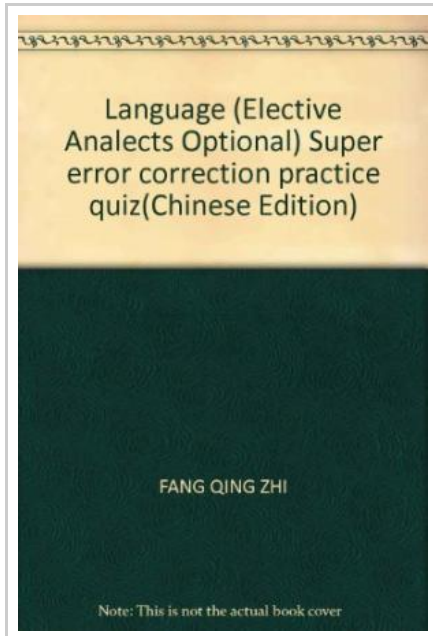 Language (Elective
Analects Optional) Super
error correction practice
quiz(Chinese Edition)
FANG QING ZHI
Note: This is not the actual book cover